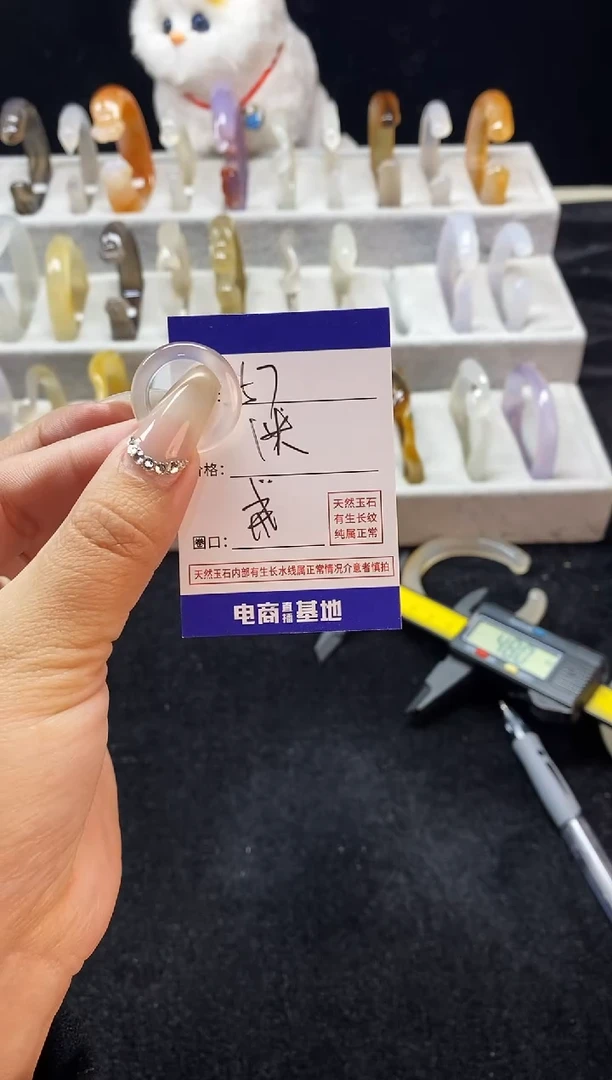 57
价格：
圈口：
天然玉石
有生长纹
纯属正常
天然玉石内部有生长水线属正常情况介意者慎拍
电商直播基地